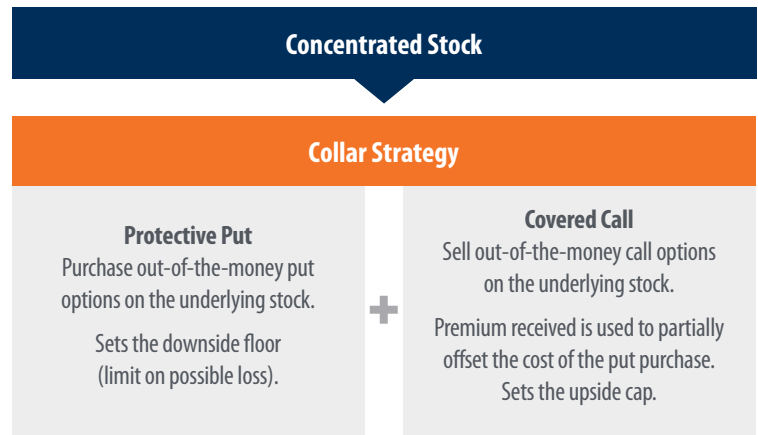 Concentrated Stock
Collar Strategy
Protective Put
Purchase out-of-the-money put
options on the underlying stock.
Sets the downside floor
(limit on possible loss).
Covered Call
Sell out-of-the-money call options
on the underlying stock.
Premium received is used to partially
offset the cost of the put purchase.
Sets the upside cap.